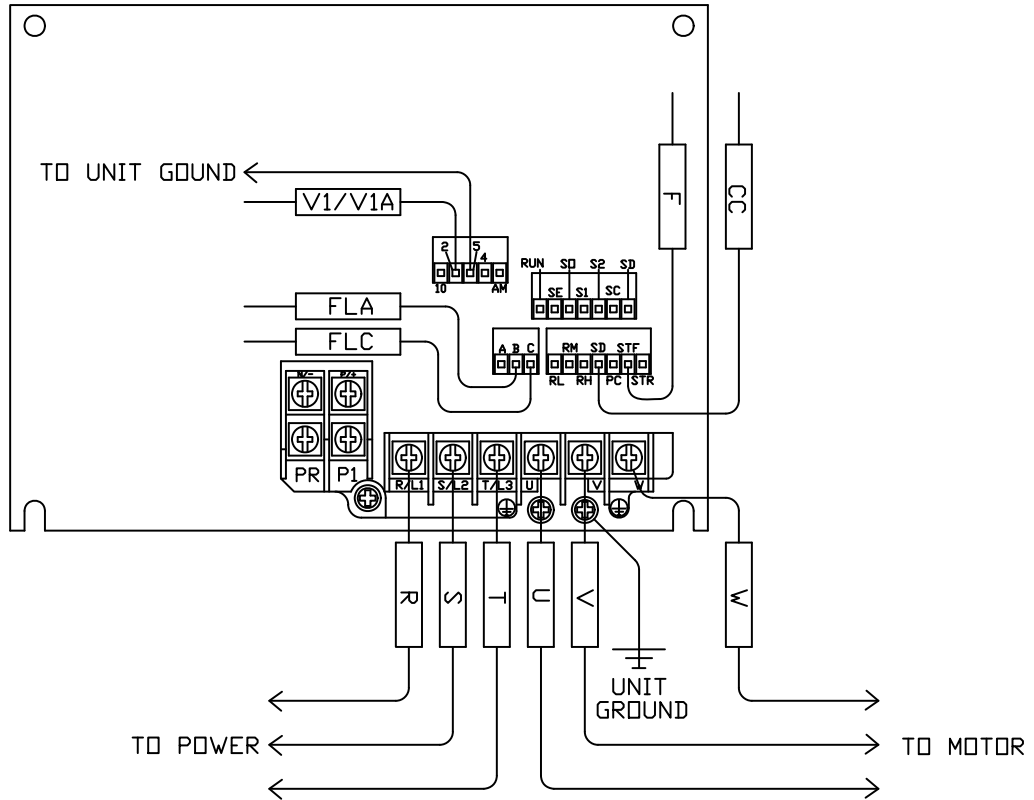 TO UNIT GOUND
V1/V1A
F
CC
2 5
4
10 AM
RUN SO S2 SD
SE S1 SC
FLA
FLC
A B C
RM SD STF
RL RH PC STR
N/- P/+
PR P1
R/L1 S/L2 T/L3 U V W
R S T U V W
UNIT
GROUND
TO POWER
TO MOTOR